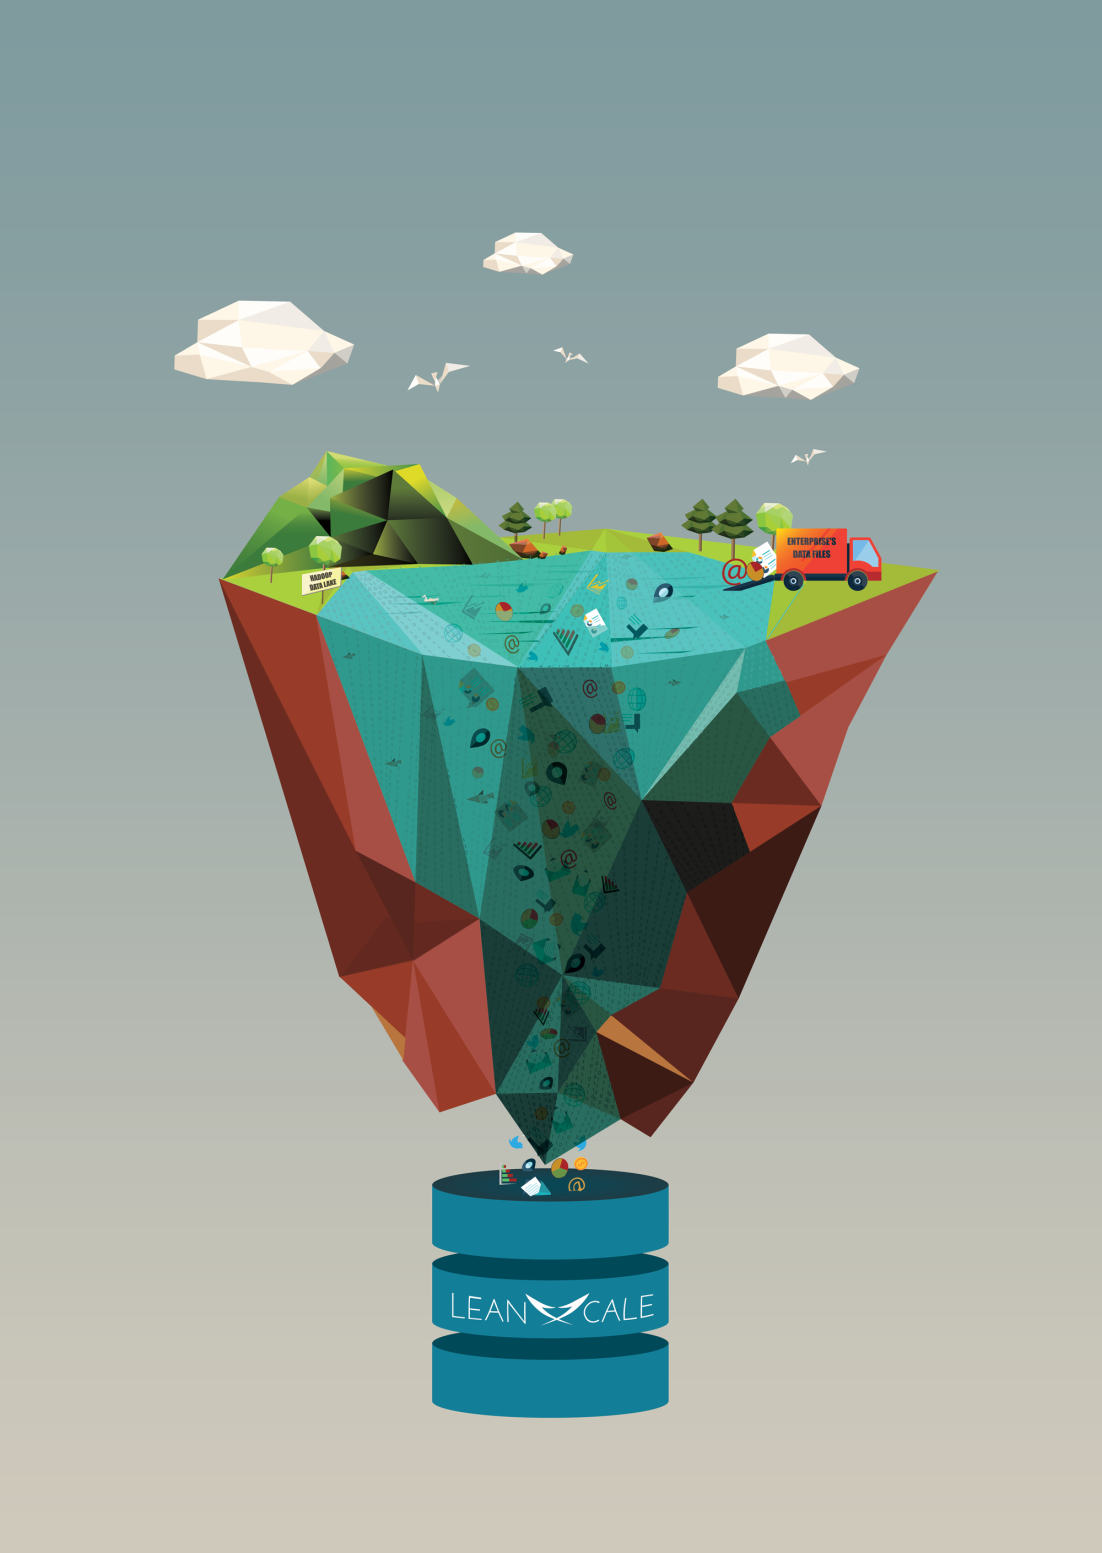 ENTERPRISE'S
DATA FILES
HADOOP
DATA LAKE
LEANXCALE